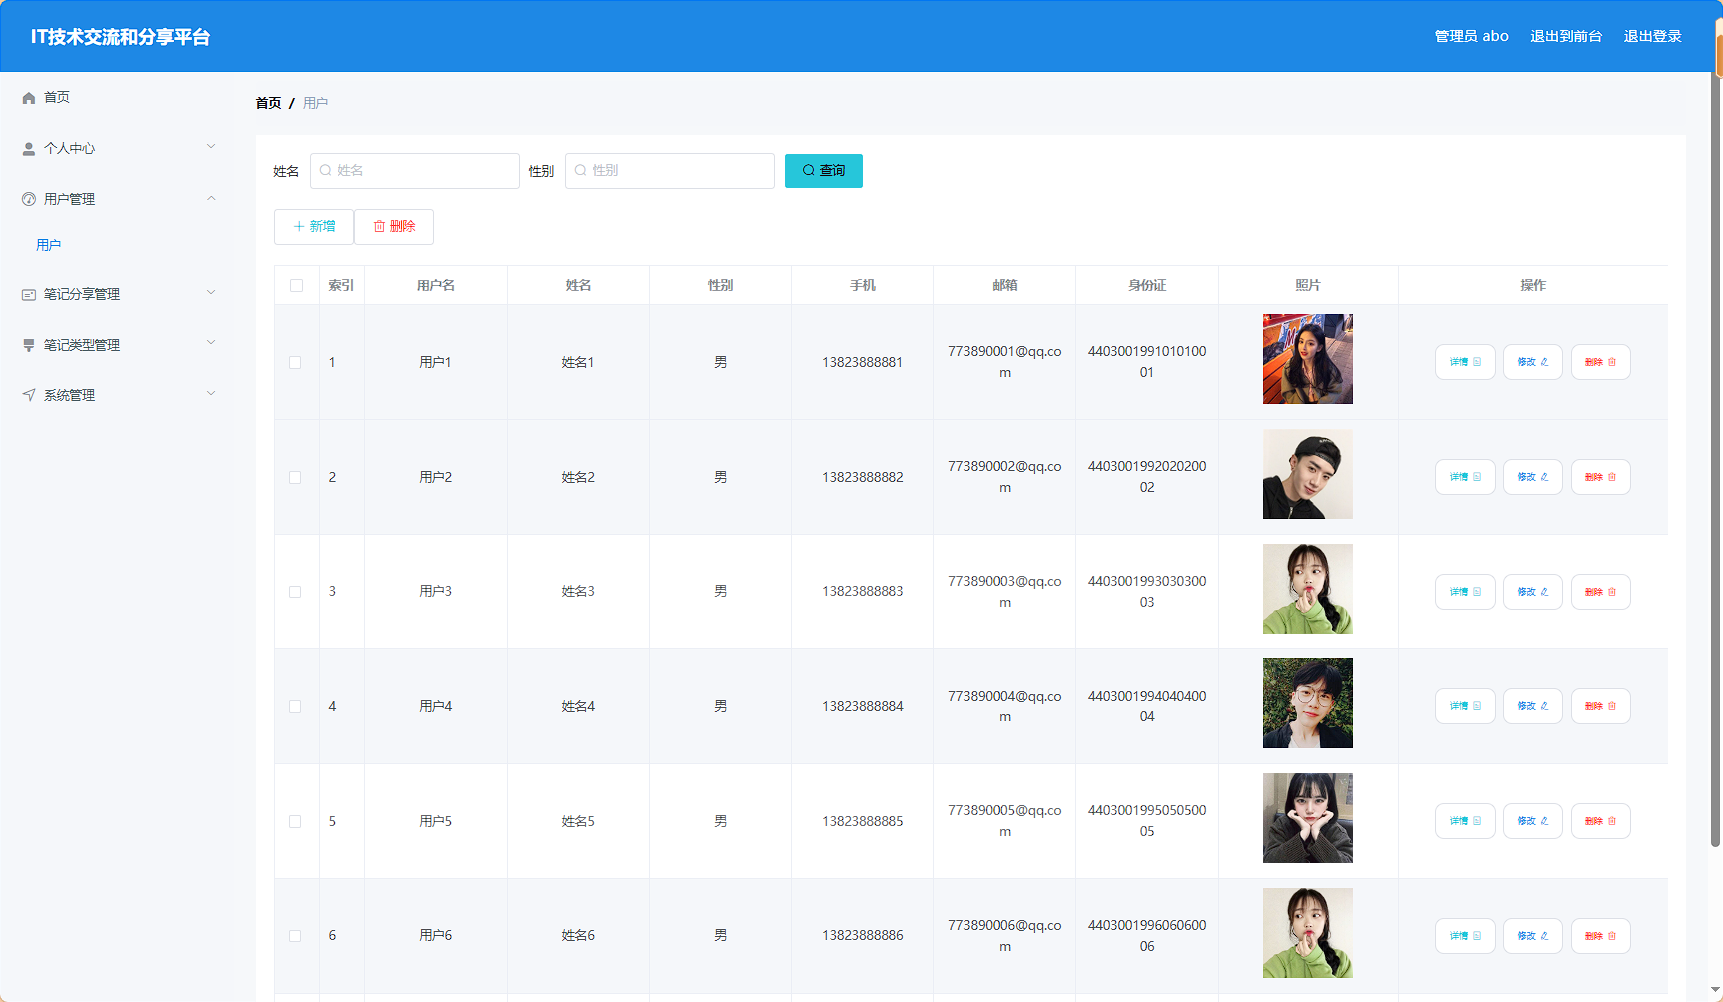 IT技术交流和分享平台
管理员 abo 退出到前台 退出登录
首页
个人中心
用户管理
用户
笔记分享管理
笔记类型管理
系统管理
首页 / 用户
姓名 姓名 性别 性别 查询
新增 删除
索引 用户名 姓名 性别 手机 邮箱 身份证 照片 操作
1 用户1 姓名1 男 13823888881 773890001@qq.com 440300199101010001 详情 修改 删除
2 用户2 姓名2 男 13823888882 773890002@qq.com 440300199202020002 详情 修改 删除
3 用户3 姓名3 男 13823888883 773890003@qq.com 440300199303030003 详情 修改 删除
4 用户4 姓名4 男 13823888884 773890004@qq.com 440300199404040004 详情 修改 删除
5 用户5 姓名5 男 13823888885 773890005@qq.com 440300199505050005 详情 修改 删除
6 用户6 姓名6 男 13823888886 773890006@qq.com 440300199606060006 详情 修改 删除